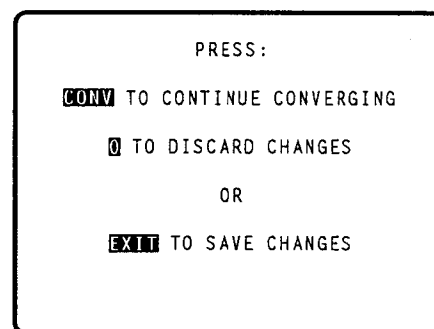 PRESS:
CONV TO CONTINUE CONVERGING
0 TO DISCARD CHANGES
OR
EXIT TO SAVE CHANGES